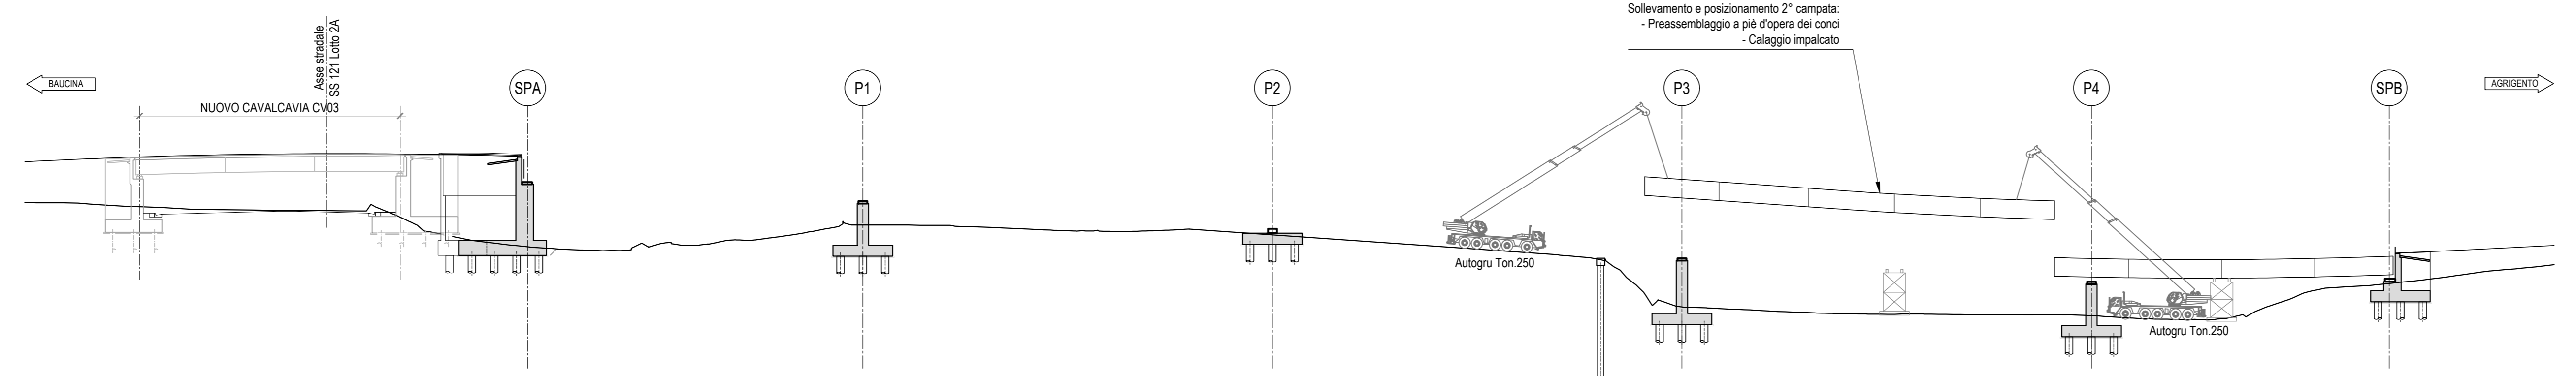 Sollevamento e posizionamento 2° campata:
- Preassemblaggio a piè d'opera dei conci
- Calaggio impalcato
Asse stradale
SS 121 Lotto 2A
BAUCINA
NUOVO CAVALCAVIA CV03
SPA
P1
P2
P3
P4
SPB
AGRIGENTO
Autogru Ton.250
Autogru Ton.250